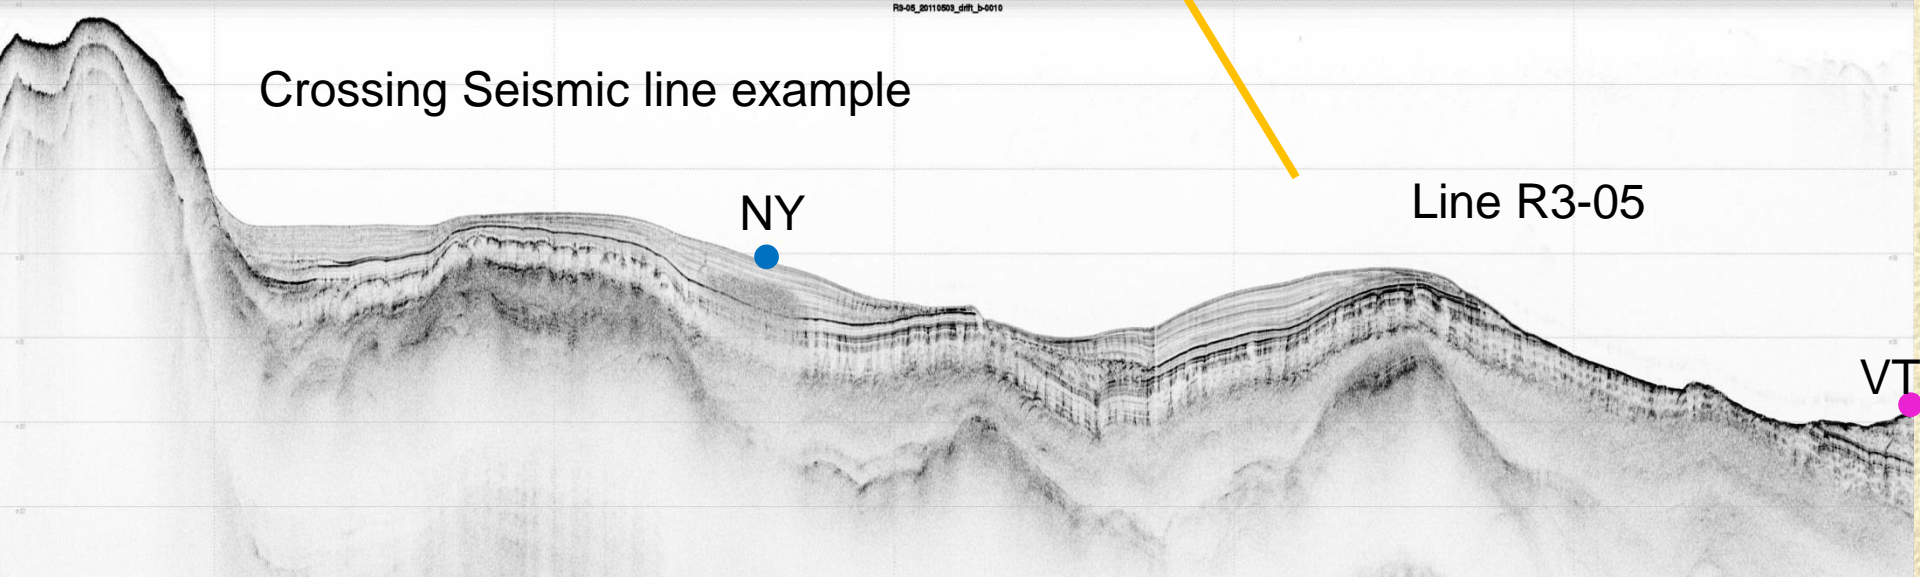 R3-05_20110503_drift_b-0010
Crossing Seismic line example
NY
Line R3-05
VT